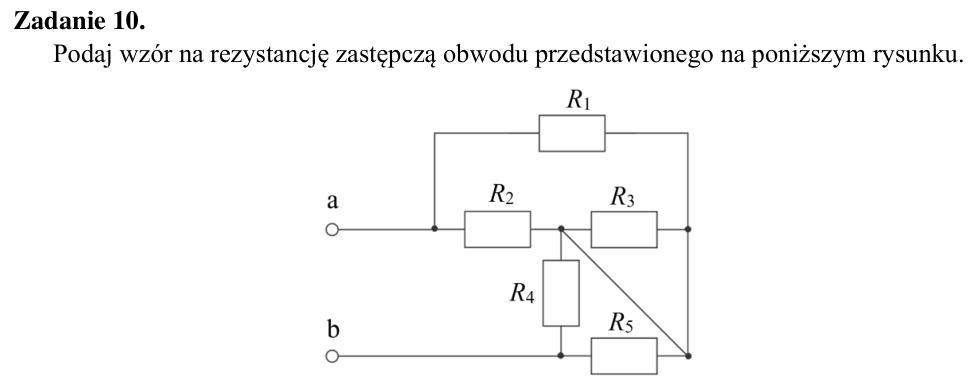 Zadanie 10.
Podaj wzór na rezystancję zastępczą obwodu przedstawionego na poniższym rysunku.
R1
a
R2
R3
R4
b
R5